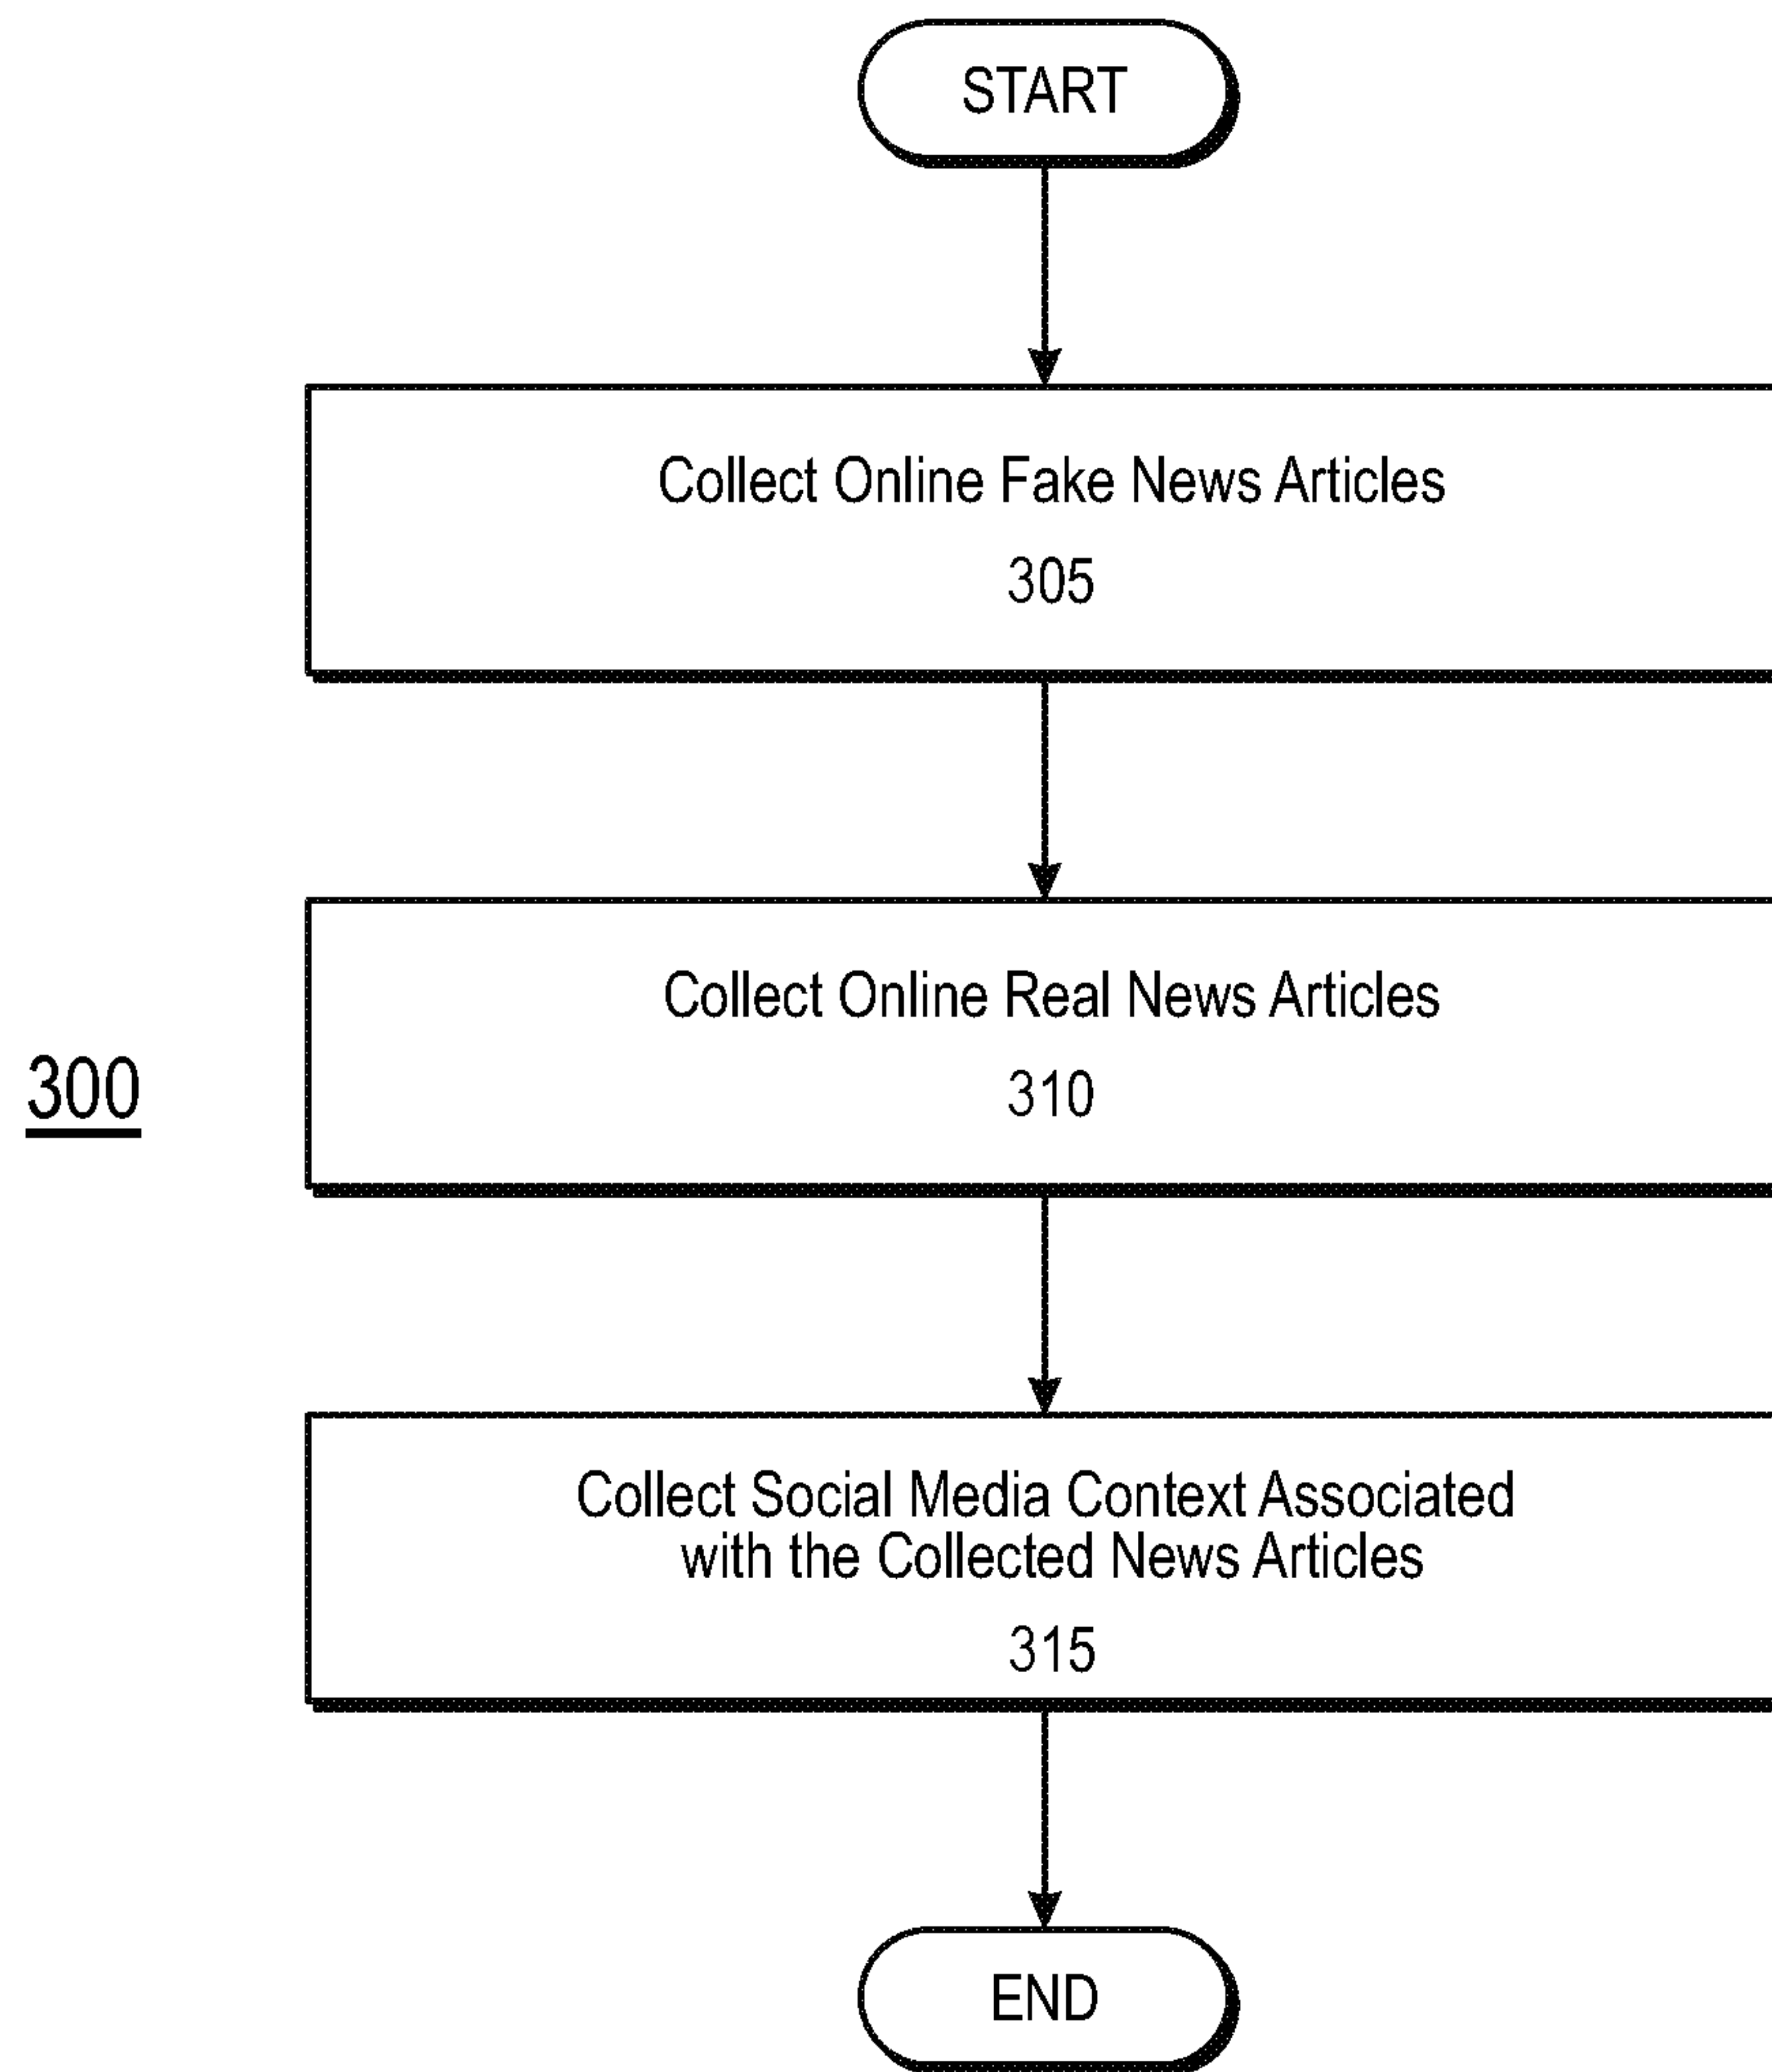 START
Collect Online Fake News Articles
305
Collect Online Real News Articles
310
300
Collect Social Media Context Associated
with the Collected News Articles
315
END